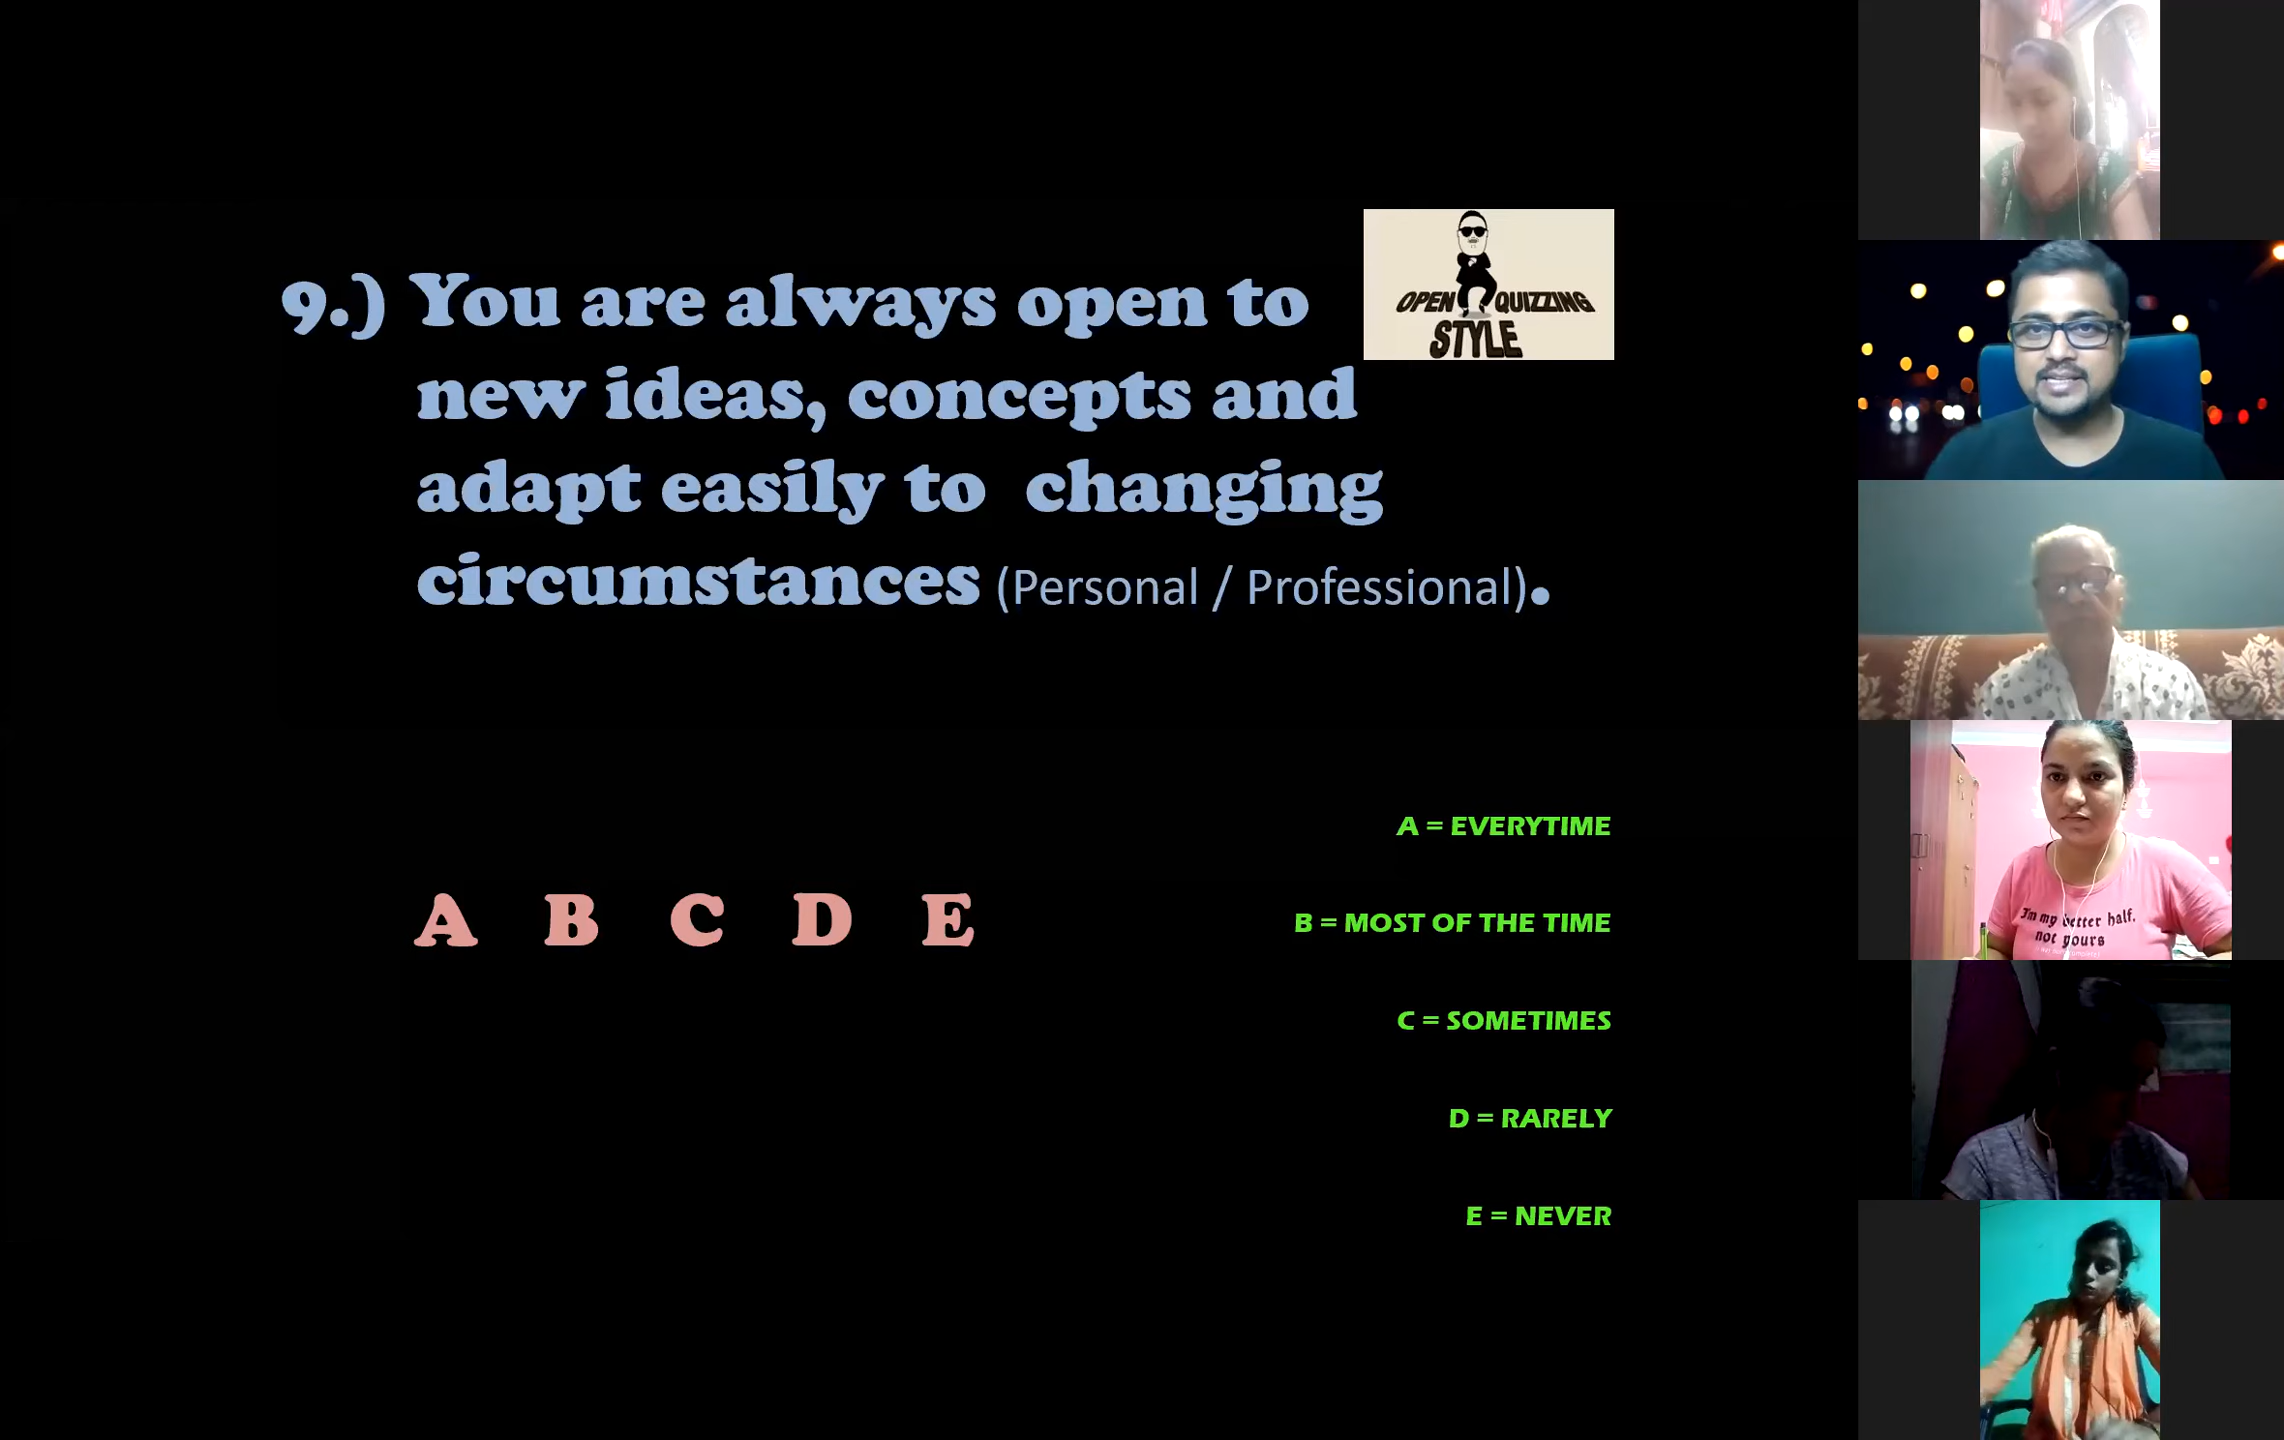 9.) You are always open to
new ideas, concepts and
adapt easily to changing
circumstances (Personal / Professional).
OPEN QUIZZING
STYLE
A B C D E
A = EVERYTIME
B = MOST OF THE TIME
C = SOMETIMES
D = RARELY
E = NEVER
I'm my better half.
not yours